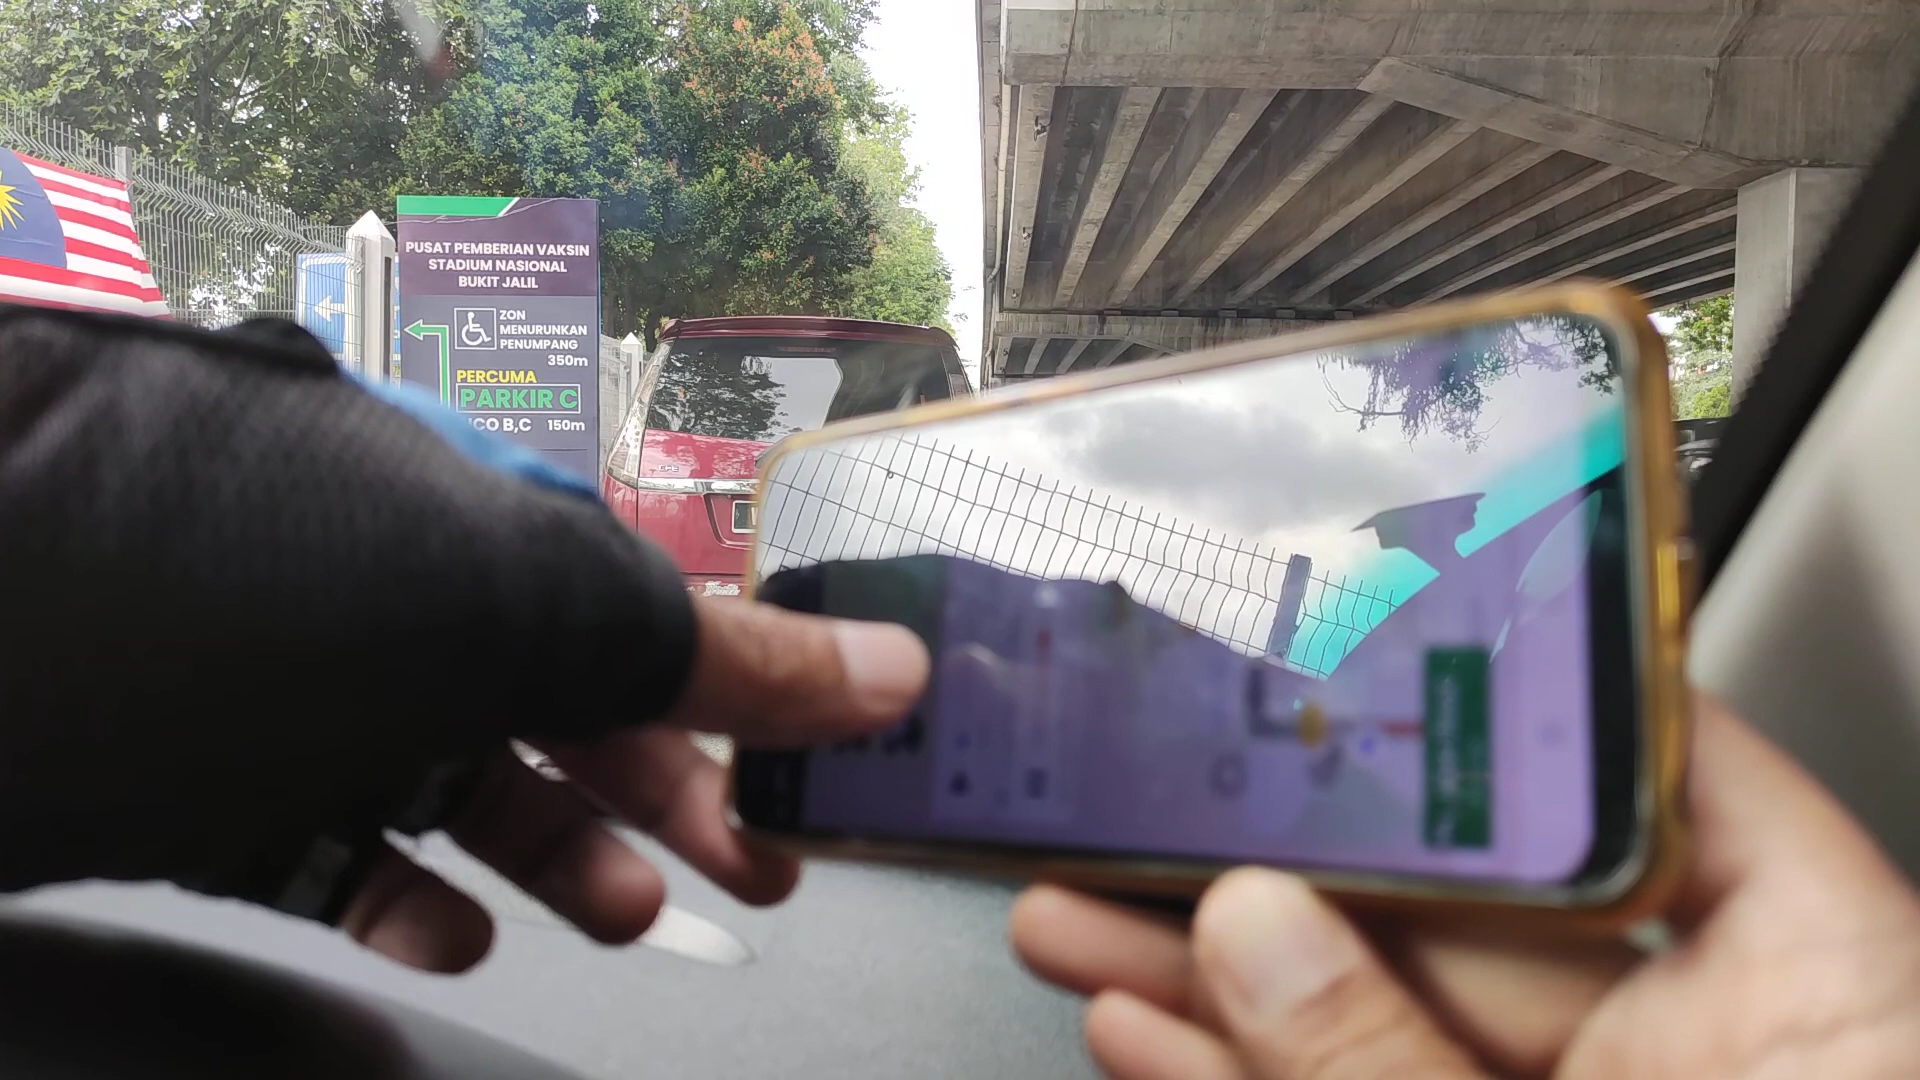 PUSAT PEMBERIAN VAKSIN
STADIUM NASIONAL
BUKIT JALIL
ZON
MENURUNKAN
PENUMPANG
350m
PERCUMA
PARKIR C
B,C 150m